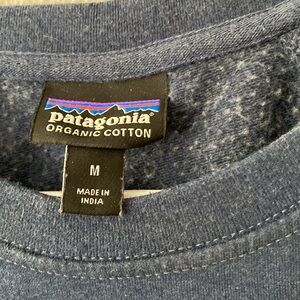 patagonia®
ORGANIC COTTON
M
MADE IN
INDIA